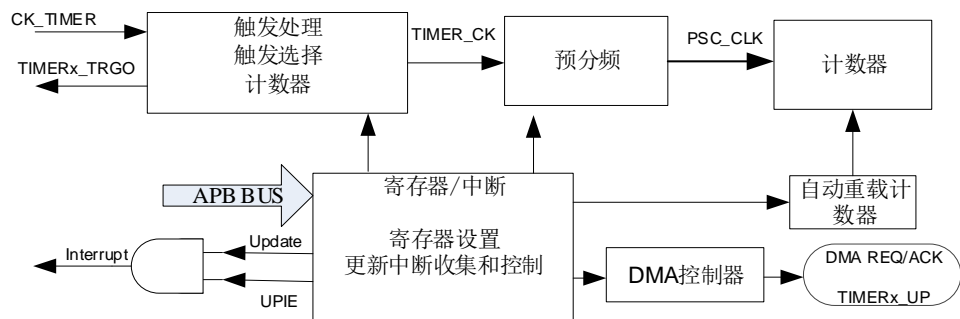 CK_TIMER
TIMERx_TRGO
触发处理
触发选择
计数器
TIMER_CK
预分频
PSC_CLK
计数器
APB BUS
寄存器/中断
寄存器设置
更新中断收集和控制
自动重载计
数器
Interrupt
Update
UPIE
DMA控制器
DMA REQ/ACK
TIMERx_UP